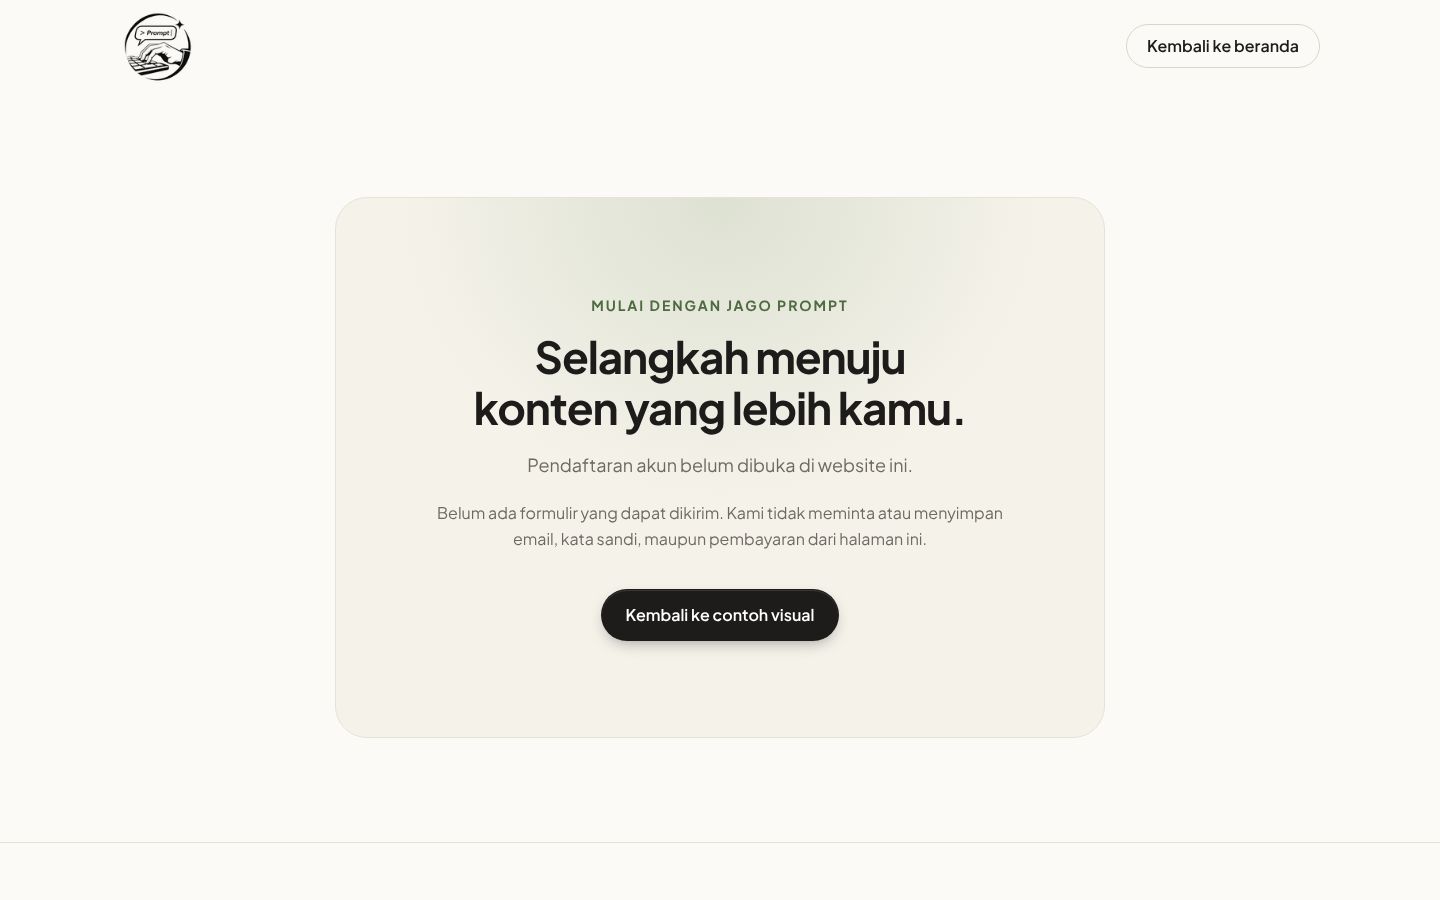 > Prompt|
Kembali ke beranda
MULAI DENGAN JAGO PROMPT
Selangkah menuju
konten yang lebih kamu.
Pendaftaran akun belum dibuka di website ini.
Belum ada formulir yang dapat dikirim. Kami tidak meminta atau menyimpan
email, kata sandi, maupun pembayaran dari halaman ini.
Kembali ke contoh visual